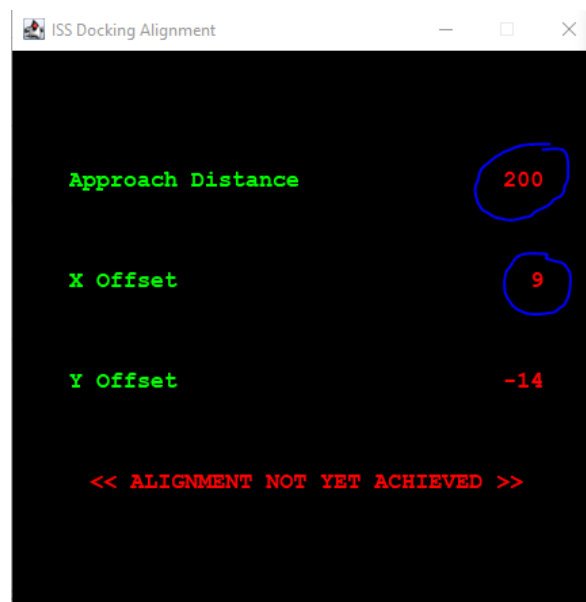 ISS Docking Alignment
Approach Distance 200
X Offset 9
Y Offset -14
<< ALIGNMENT NOT YET ACHIEVED >>